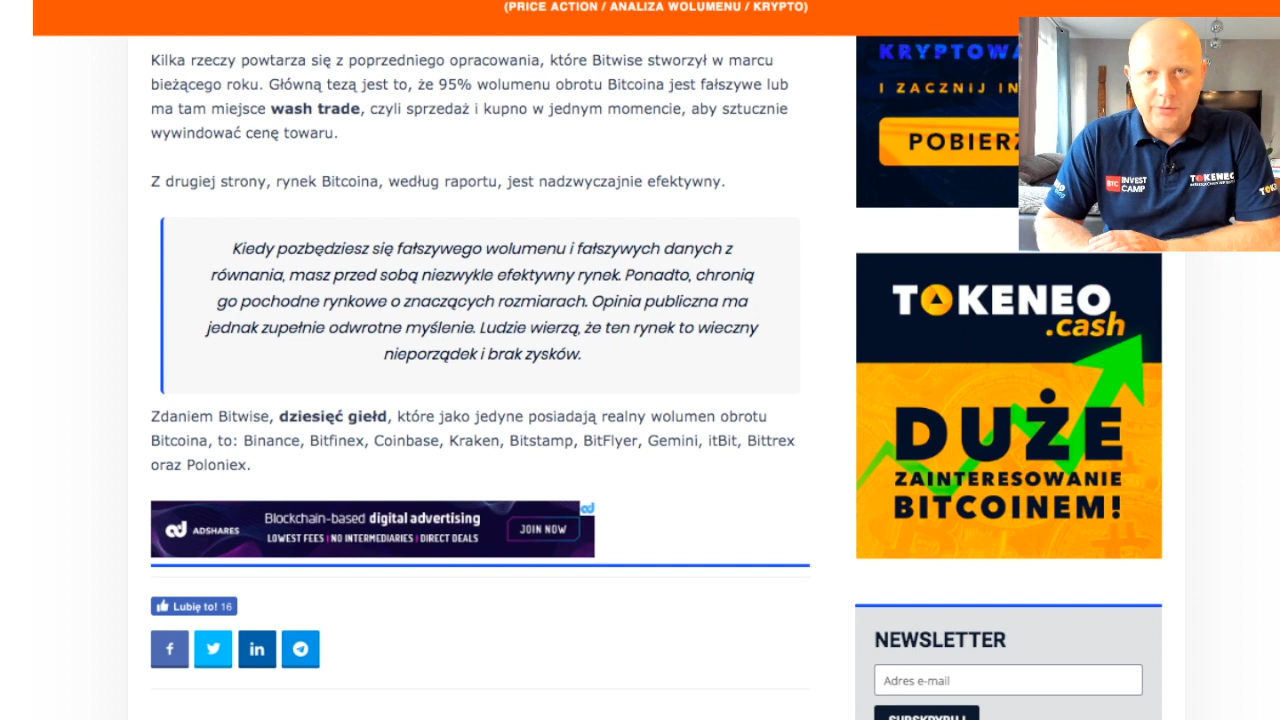 (PRICE ACTION / ANALIZA WOLUMENU / KRYPTO)
Kilka rzeczy powtarza się z poprzedniego opracowania, które Bitwise stworzył w marcu
bieżącego roku. Główną tezą jest to, że 95% wolumenu obrotu Bitcoina jest fałszywe lub
ma tam miejsce wash trade, czyli sprzedaż i kupno w jednym momencie, aby sztucznie
wywindować cenę towaru.
Z drugiej strony, rynek Bitcoina, według raportu, jest nadzwyczajnie efektywny.
Kiedy pozbędziesz się fałszywego wolumenu i fałszywych danych z
równania, masz przed sobą niezwykle efektywny rynek. Ponadto, chronią
go pochodne rynkowe o znaczących rozmiarach. Opinia publiczna ma
jednak zupełnie odwrotne myślenie. Ludzie wierzą, że ten rynek to wieczny
nieporządek i brak zysków.
Zdaniem Bitwise, dziesięć giełd, które jako jedyne posiadają realny wolumen obrotu
Bitcoina, to: Binance, Bitfinex, Coinbase, Kraken, Bitstamp, BitFlyer, Gemini, itBit, Bittrex
oraz Poloniex.
ADSHARES
Blockchain-based digital advertising
LOWEST FEES | NO INTERMEDIARIES | DIRECT DEALS
JOIN NOW
Lubię to! 16
KRYPTOWA
I ZACZNIJ IN
POBIERZ
BTC INVEST
CAMP
TOKENEO
TOKENEO
.cash
DUŻE
ZAINTERESOWANIE
BITCOINEM!
NEWSLETTER
Adres e-mail
SUBSKRYBUJ